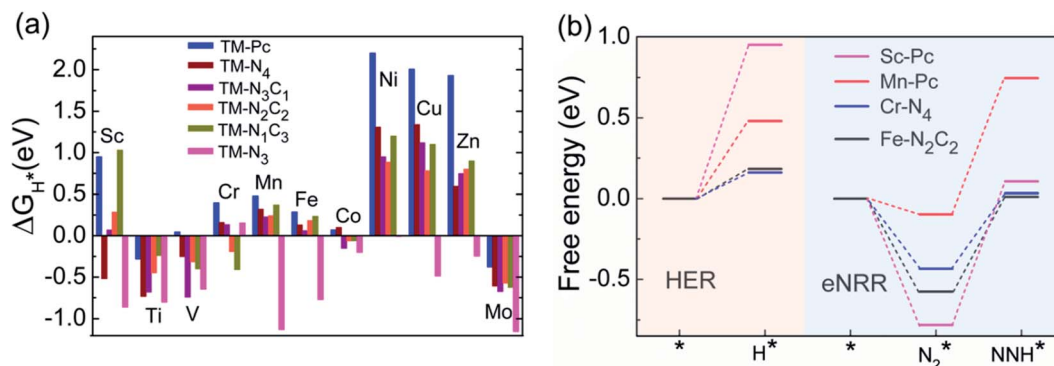 (a)
ΔG_H*(eV)
2.0
1.5
1.0
0.5
0.0
-0.5
-1.0
TM-Pc
TM-N₄
TM-N₃C₁
TM-N₂C₂
TM-N₁C₃
TM-N₃
Sc
Ti
V
Cr
Mn
Fe
Co
Ni
Cu
Zn
Mo
(b)
Free energy (eV)
1.0
0.5
0.0
-0.5
Sc-Pc
Mn-Pc
Cr-N₄
Fe-N₂C₂
HER
eNRR
* H* * N₂* NNH*